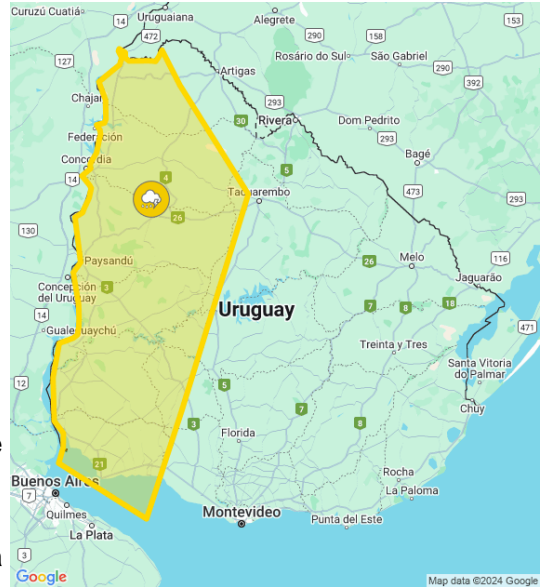 Curuzú Cuatiá
14
Uruguaiana
Alegrete
153
472
290
158
Rosário do Sul
São Gabriel
290
127
Artigas
392
Chajarí
293
30
Rivera
Dom Pedrito
293
Federación
Bagé
Concordia
5
14
4
Tacuarembo
473
293
26
130
Paysandú
26
Melo
116
Concepción
del Uruguay
3
Jaguarão
14
Uruguay
7
8
18
Gualeguaychú
471
Treinta y Tres
Santa Vitoria
do Palmar
12
5
3
7
Chuy
8
Florida
21
Rocha
Buenos Aires
La Paloma
7
Montevideo
Quilmes
Punta del Este
La Plata
3
Google
Map data ©2024 Google